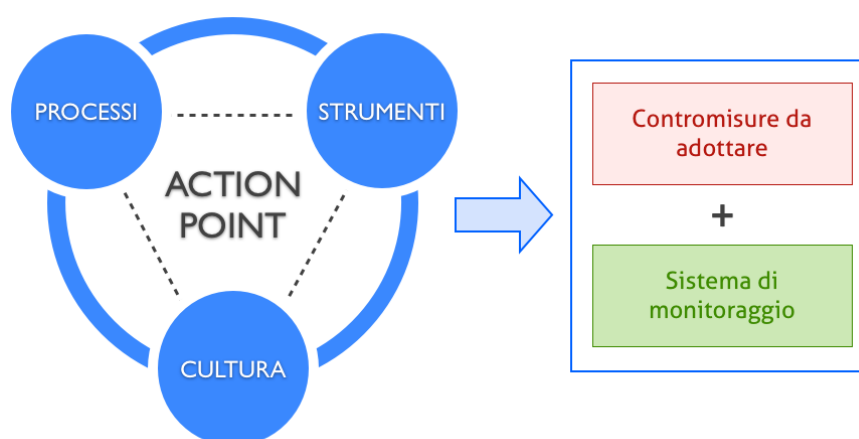 PROCESSI
STRUMENTI
ACTION
POINT
CULTURA
Contromisure da
adottare
+
Sistema di
monitoraggio